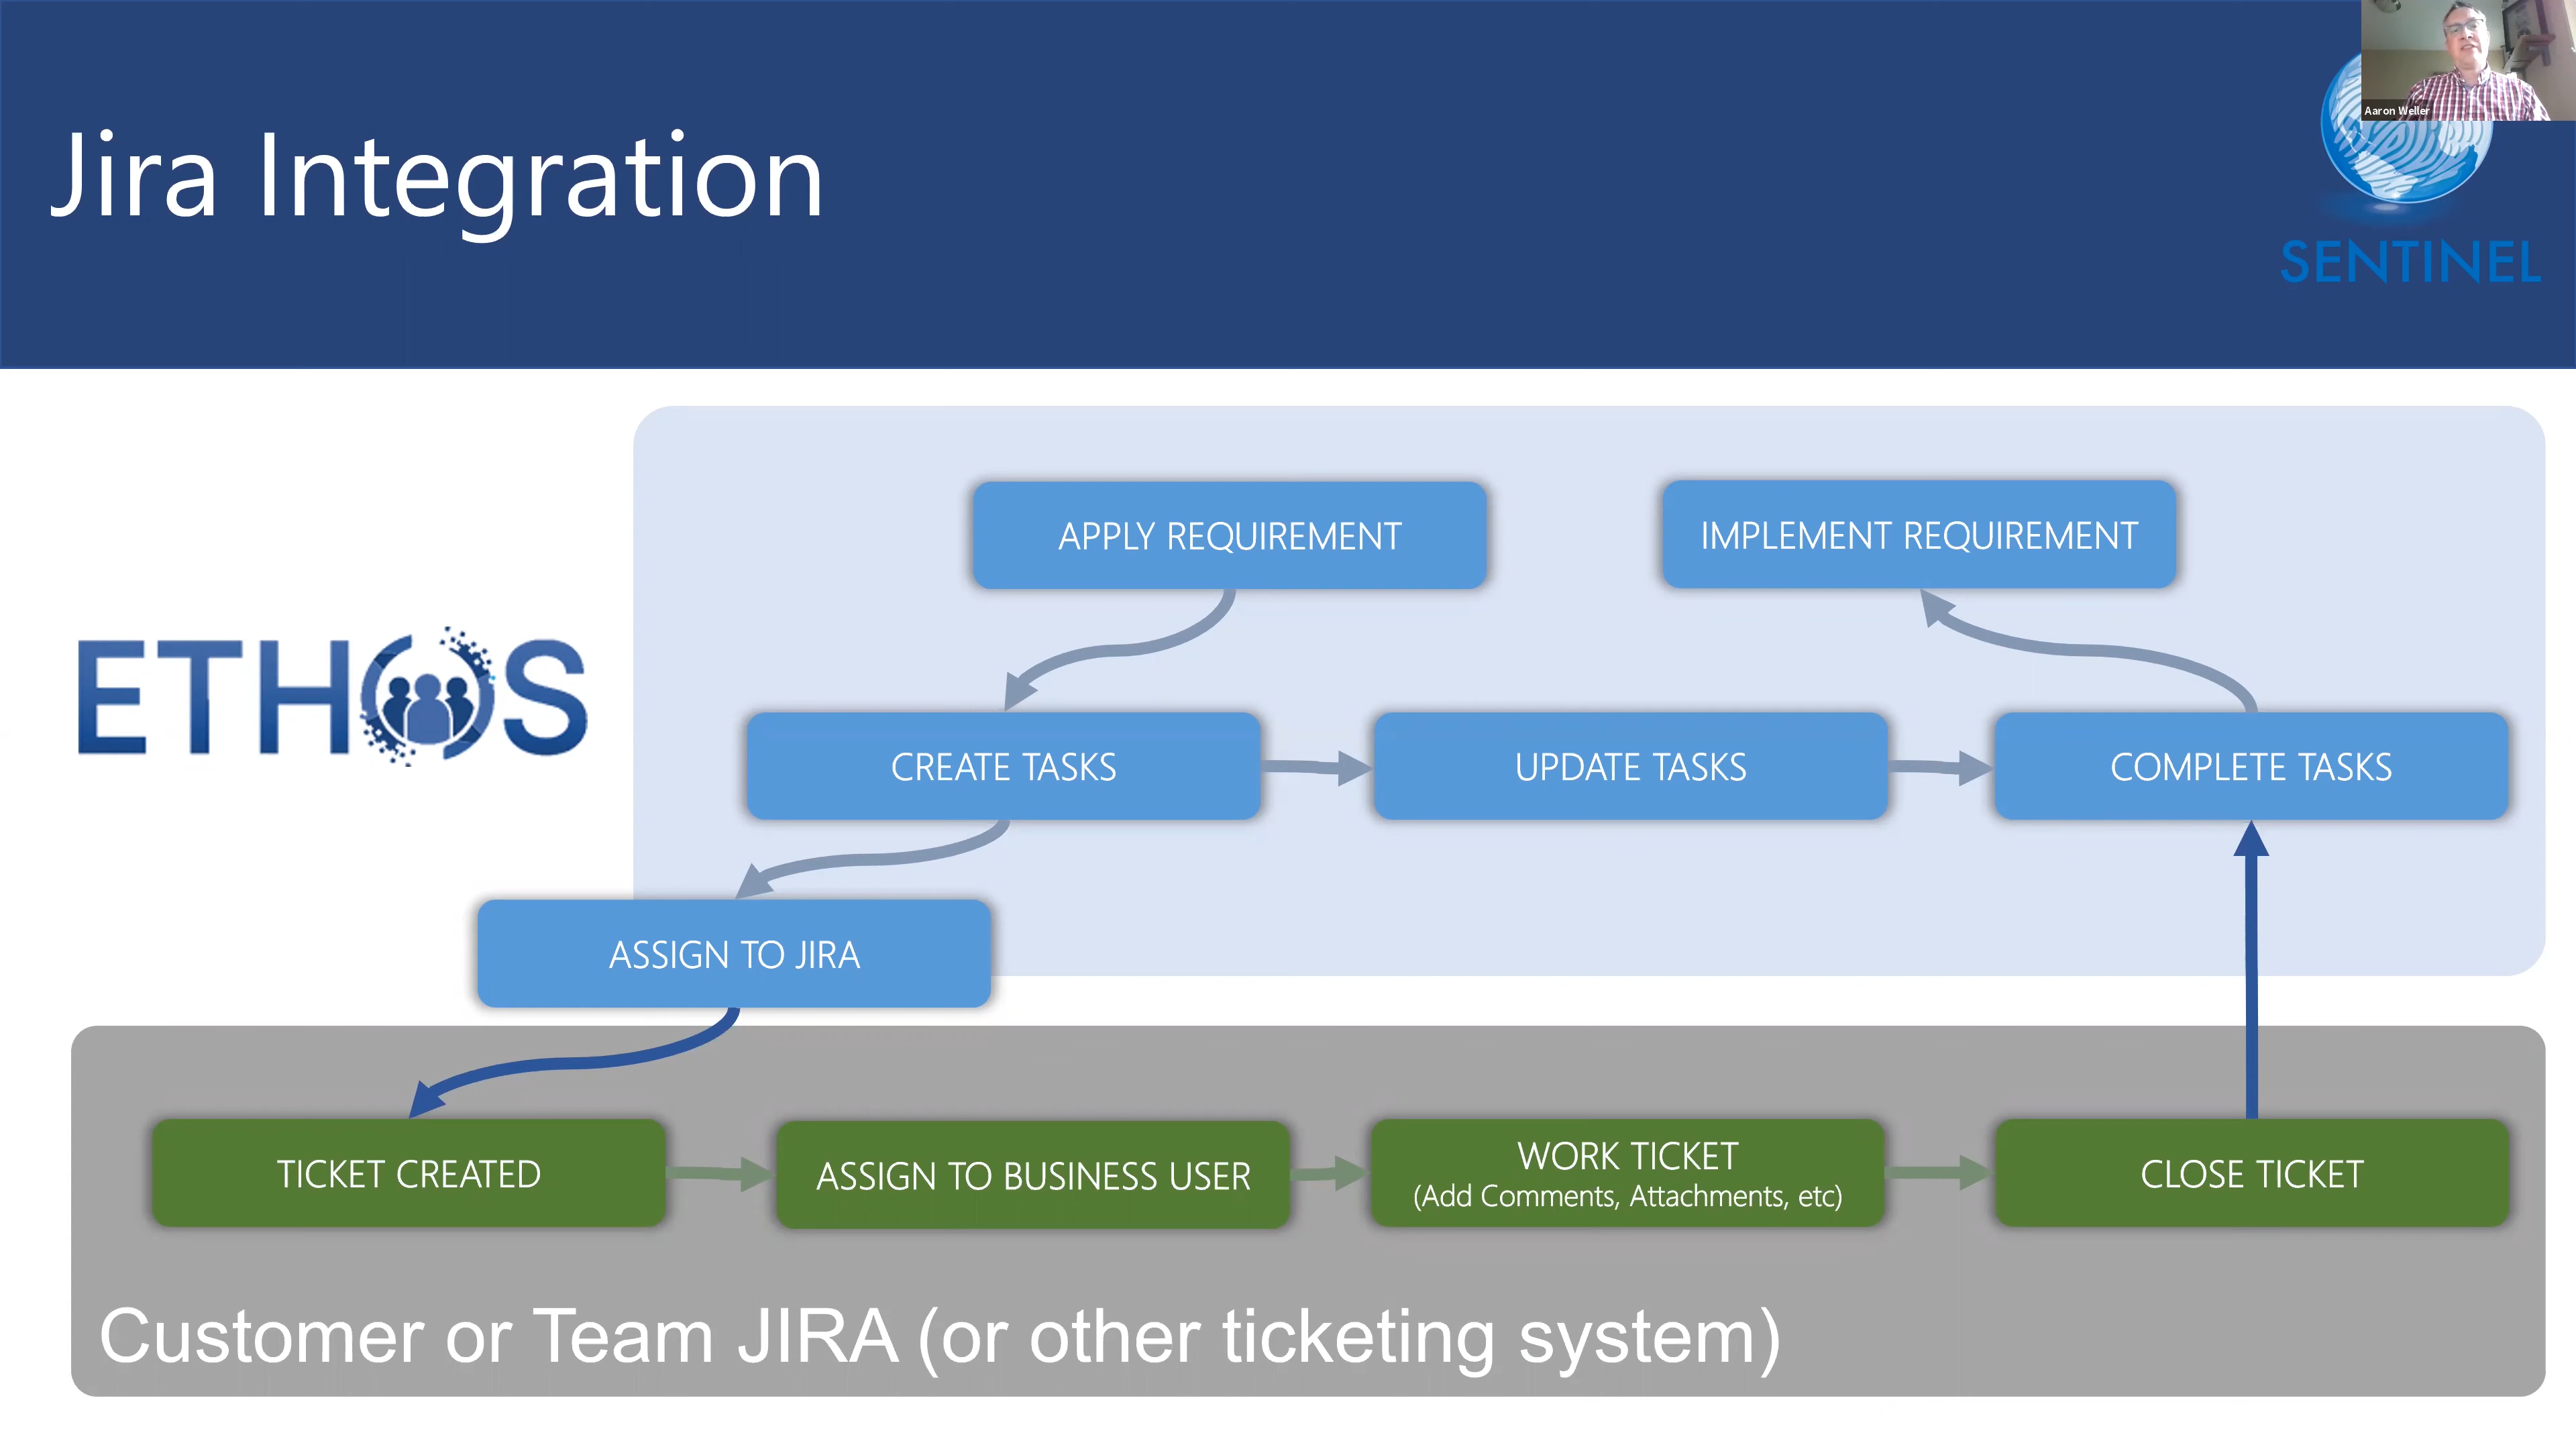 Jira Integration
Aaron Weller
SENTINEL
APPLY REQUIREMENT
IMPLEMENT REQUIREMENT
ETHOS
CREATE TASKS
UPDATE TASKS
COMPLETE TASKS
ASSIGN TO JIRA
TICKET CREATED
ASSIGN TO BUSINESS USER
WORK TICKET
(Add Comments, Attachments, etc)
CLOSE TICKET
Customer or Team JIRA (or other ticketing system)